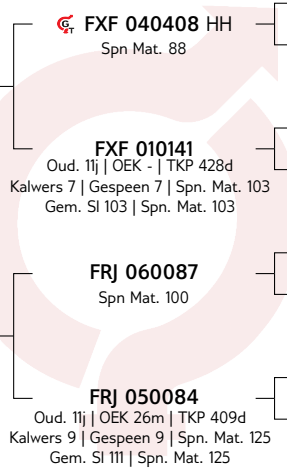 GT FXF 040408 HH
Spn Mat. 88
FXF 010141
Oud. 11j | OEK - | TKP 428d
Kalwers 7 | Gespeen 7 | Spn. Mat. 103
Gem. SI 103 | Spn. Mat. 103
FRJ 060087
Spn Mat. 100
FRJ 050084
Oud. 11j | OEK 26m | TKP 409d
Kalwers 9 | Gespeen 9 | Spn. Mat. 125
Gem. SI 111 | Spn. Mat. 125